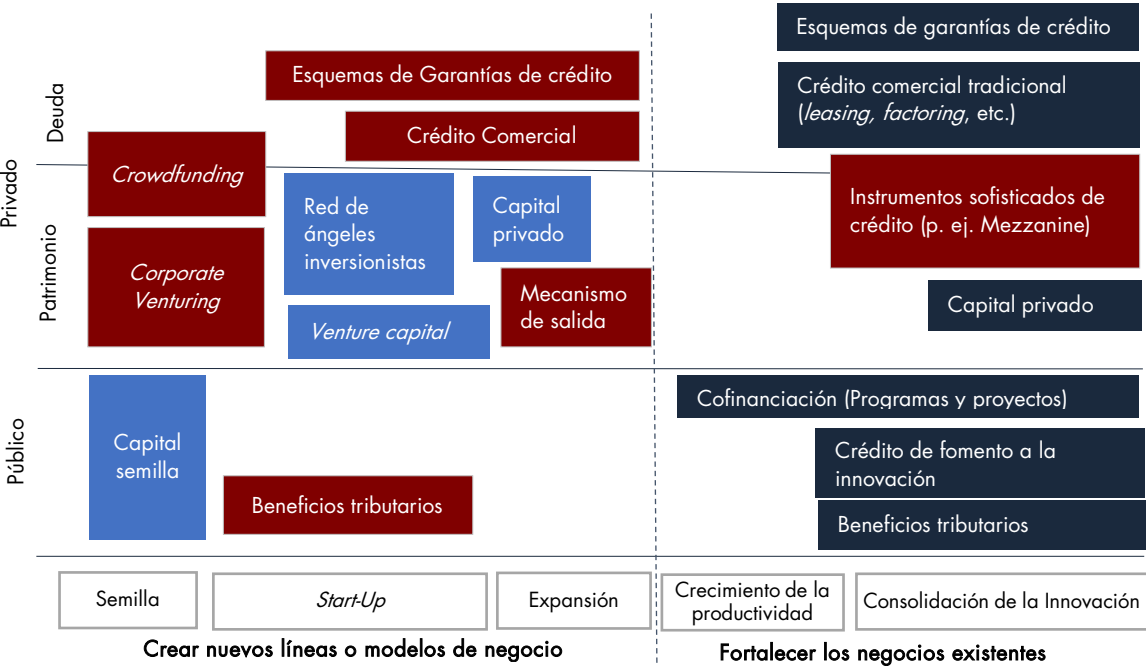 Privado
Deuda
Patrimonio
Público
Esquemas de Garantías de crédito
Crédito Comercial
Crowdfunding
Corporate
Venturing
Red de
ángeles
inversionistas
Capital
privado
Venture capital
Mecanismo
de salida
Esquemas de garantías de crédito
Crédito comercial tradicional
(leasing, factoring, etc.)
Instrumentos sofisticados de
crédito (p. ej. Mezzanine)
Capital privado
Capital
semilla
Beneficios tributarios
Cofinanciación (Programas y proyectos)
Crédito de fomento a la
innovación
Beneficios tributarios
Semilla
Start-Up
Expansión
Crecimiento de la
productividad
Consolidación de la Innovación
Crear nuevos líneas o modelos de negocio
Fortalecer los negocios existentes